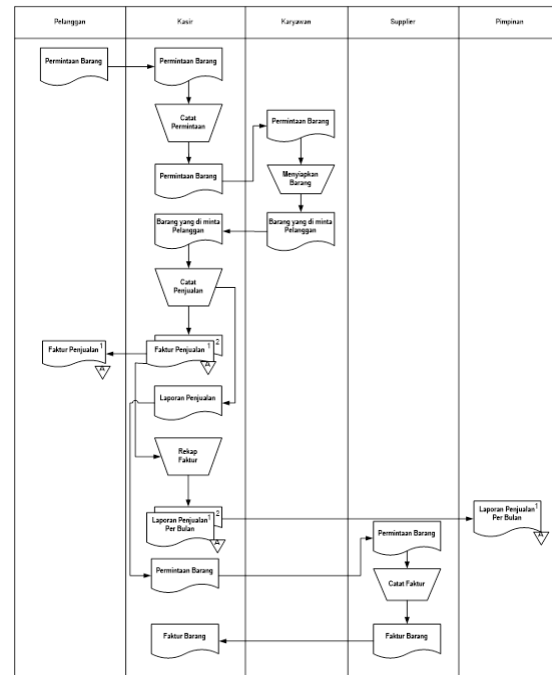 Pelanggan
Kasir
Karyawan
Supplier
Pimpinan
Permintaan Barang
Permintaan Barang
Catat
Permintaan
Permintaan Barang
Permintaan Barang
Menyiapkan
Barang
Barang yang di minta
Pelanggan
Barang yang di minta
Pelanggan
Catat
Penjualan
2
Faktur Penjualan 1
A
Faktur Penjualan 1
A
Laporan Penjualan
Rekap
Faktur
2
Laporan Penjualan 1
Per Bulan
A
Laporan Penjualan 1
Per Bulan
A
Permintaan Barang
Permintaan Barang
Catat Faktur
Faktur Barang
Faktur Barang